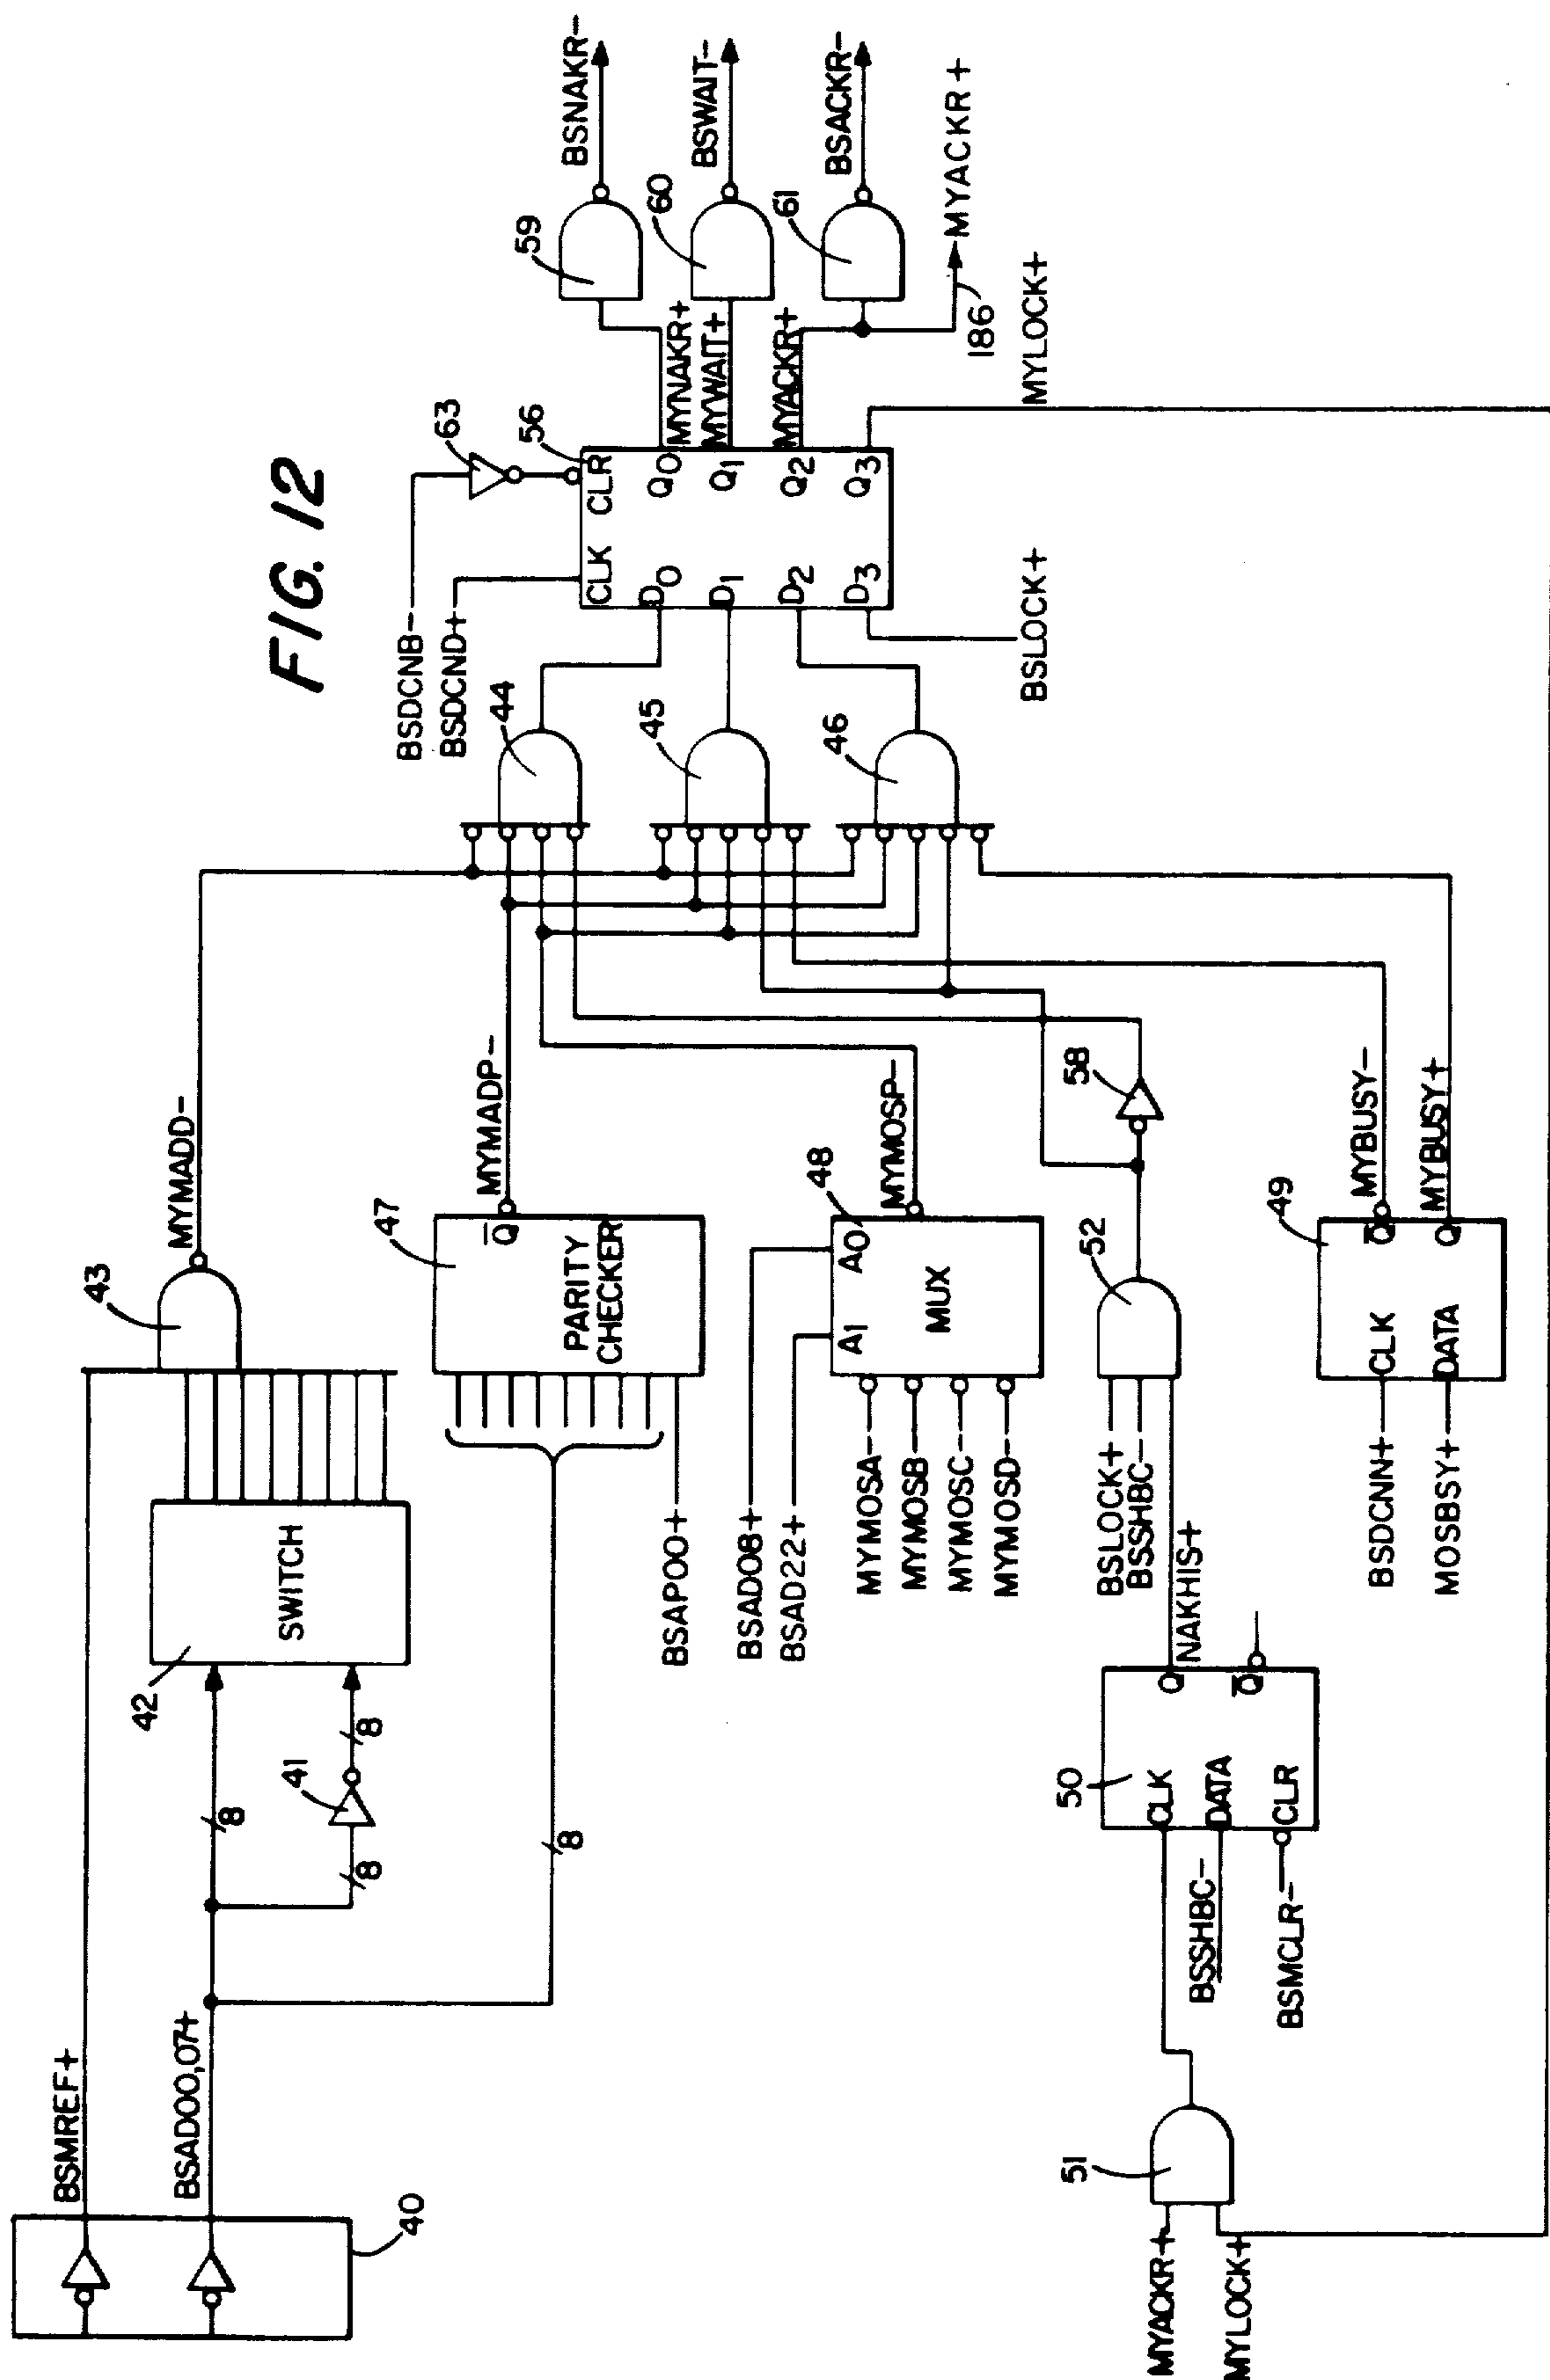 FIG. 12
BSMREF+
BSAD00,07+
40
8
41
8
8
42
SWITCH
43
MYMADD-
8
47
PARITY CHECKER
Q
MYMADP-
BSAP00+
BSAD08+
BSAD22+
A1
A0
48
MUX
MYMOSA-
MYMOSB-
MYMOSC-
MYMOSD-
MYMOSP-
BSLOCK+
BSSHBC-
NAKHIS+
52
58
50
CLK
DATA
CLR
Q
Q
BSSHBC-
BSMCLR-
51
MYACKR+
MYLOCK+
BSDCNN+
MOSBSY+
49
CLK
DATA
Q
Q
MYBUSY-
MYBUSY+
44
45
46
BSDCNB-
BSDCND+
63
56
CLK
CLR
D0
D1
D2
D3
Q0
Q1
Q2
Q3
BSLOCK+
MYNAKR+
MYWAIT+
MYACKR+
59
60
61
BSNAKR-
BSWAIT-
BSACKR-
MYACKR+
186
MYLOCK+